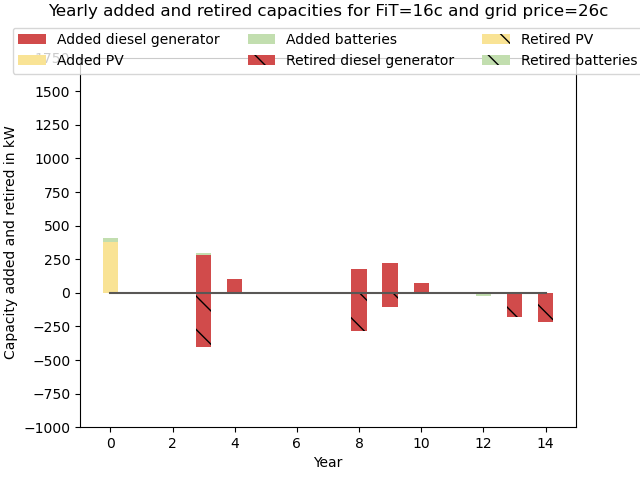 Yearly added and retired capacities for FiT=16c and grid price=26c
Added diesel generator
Added PV
Added batteries
Retired diesel generator
Retired PV
Retired batteries
1750
1500
1250
1000
750
500
250
0
−250
−500
−750
−1000
Capacity added and retired in kW
0 2 4 6 8 10 12 14
Year